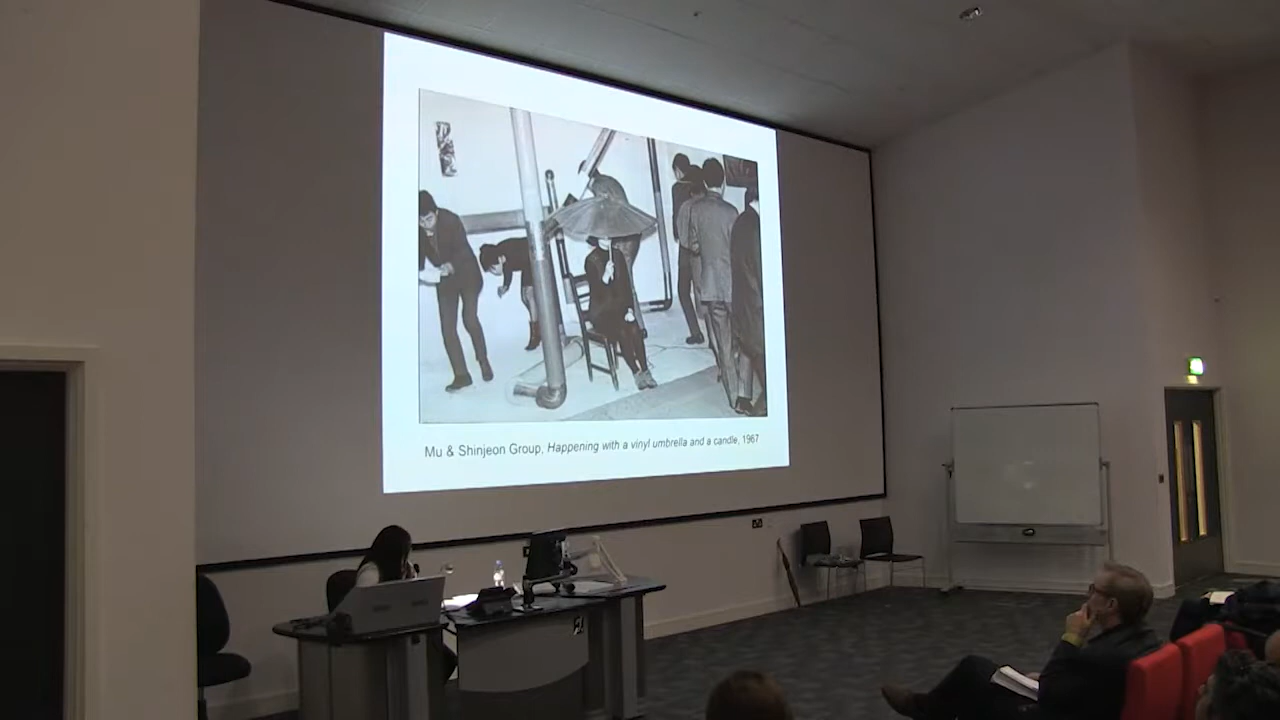 Mu & Shinjeon Group, Happening with a vinyl umbrella and a candle, 1967